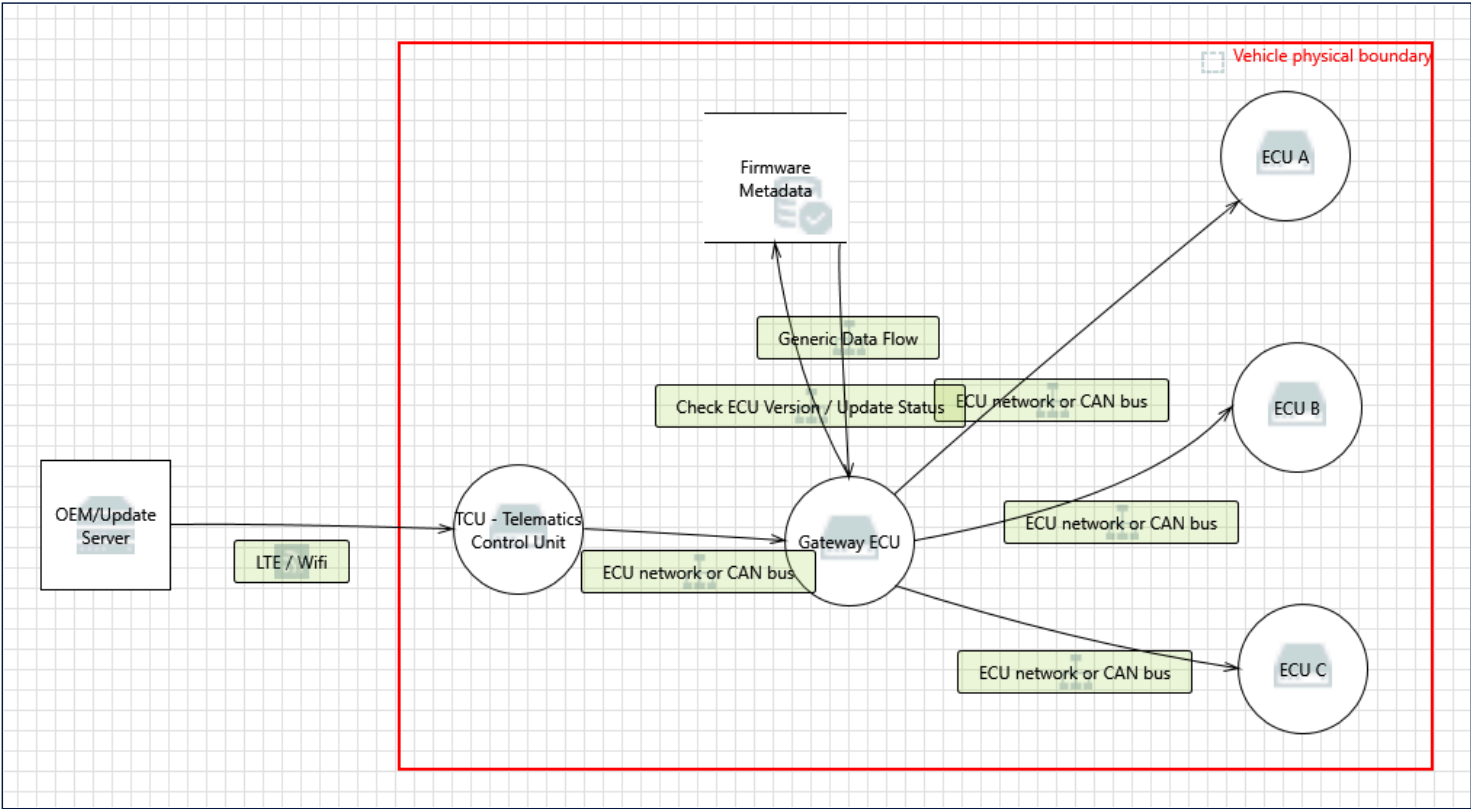 Vehicle physical boundary
ECU A
Firmware
Metadata
Generic Data Flow
Check ECU Version / Update Status
ECU network or CAN bus
ECU B
OEM/Update
Server
LTE / Wifi
TCU - Telematics
Control Unit
ECU network or CAN bus
Gateway ECU
ECU network or CAN bus
ECU network or CAN bus
ECU C